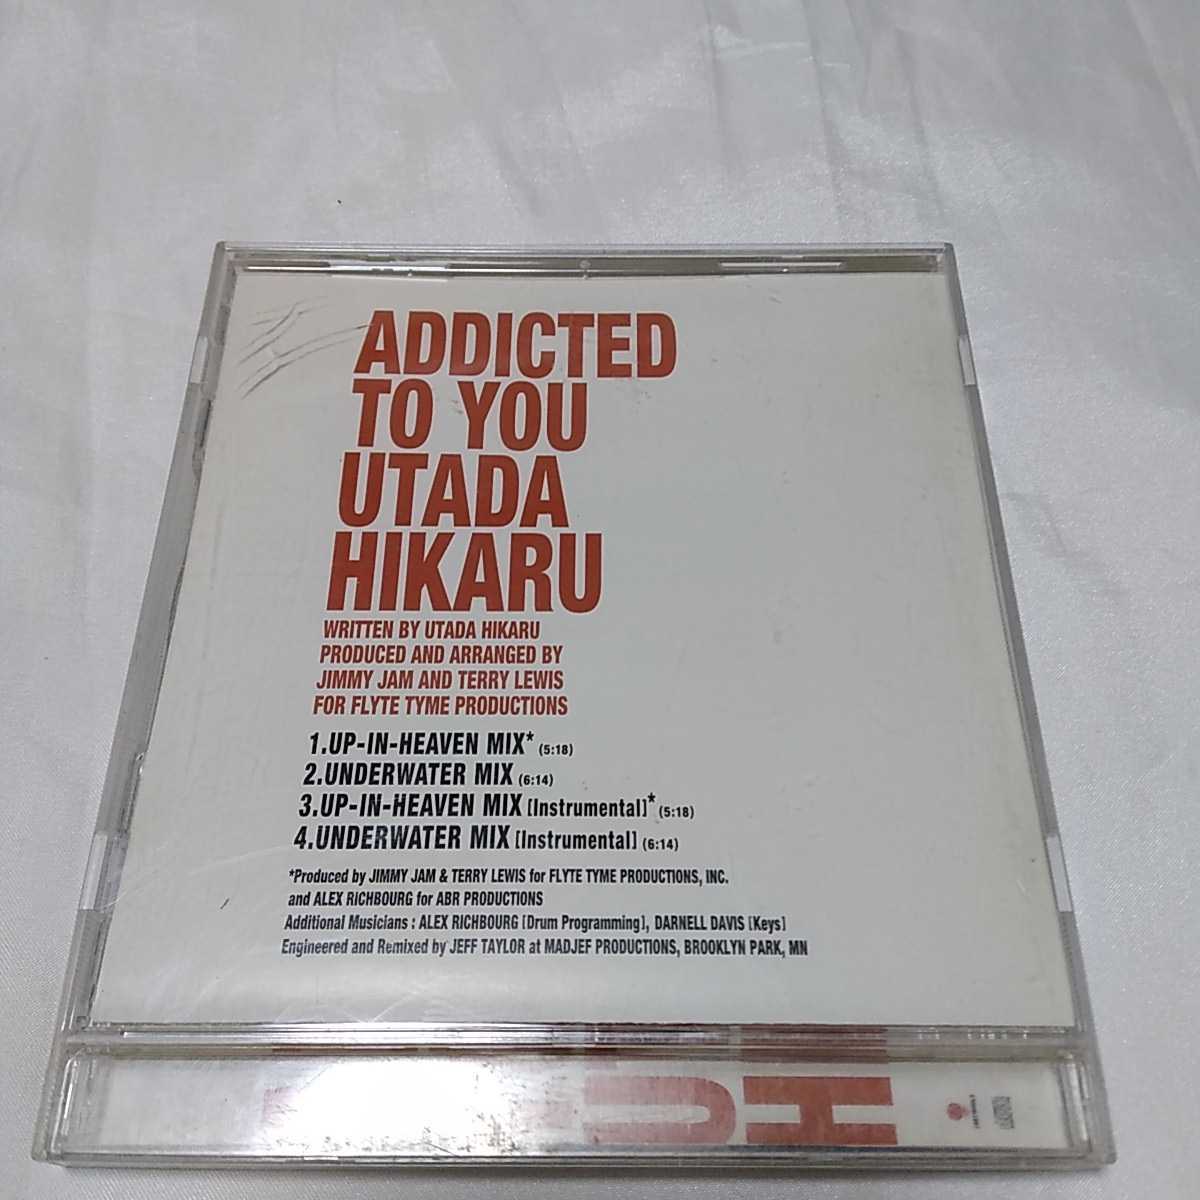 ADDICTED
TO YOU
UTADA
HIKARU
WRITTEN BY UTADA HIKARU
PRODUCED AND ARRANGED BY
JIMMY JAM AND TERRY LEWIS
FOR FLYTE TYME PRODUCTIONS
1.UP-IN-HEAVEN MIX* (5:18)
2.UNDERWATER MIX (6:14)
3.UP-IN-HEAVEN MIX [Instrumental]* (5:18)
4.UNDERWATER MIX [Instrumental] (6:14)
*Produced by JIMMY JAM & TERRY LEWIS for FLYTE TYME PRODUCTIONS, INC.
and ALEX RICHBOURG for ABR PRODUCTIONS
Additional Musicians : ALEX RICHBOURG [Drum Programming], DARNELL DAVIS [Keys]
Engineered and Remixed by JEFF TAYLOR at MADJEF PRODUCTIONS, BROOKLYN PARK, MN